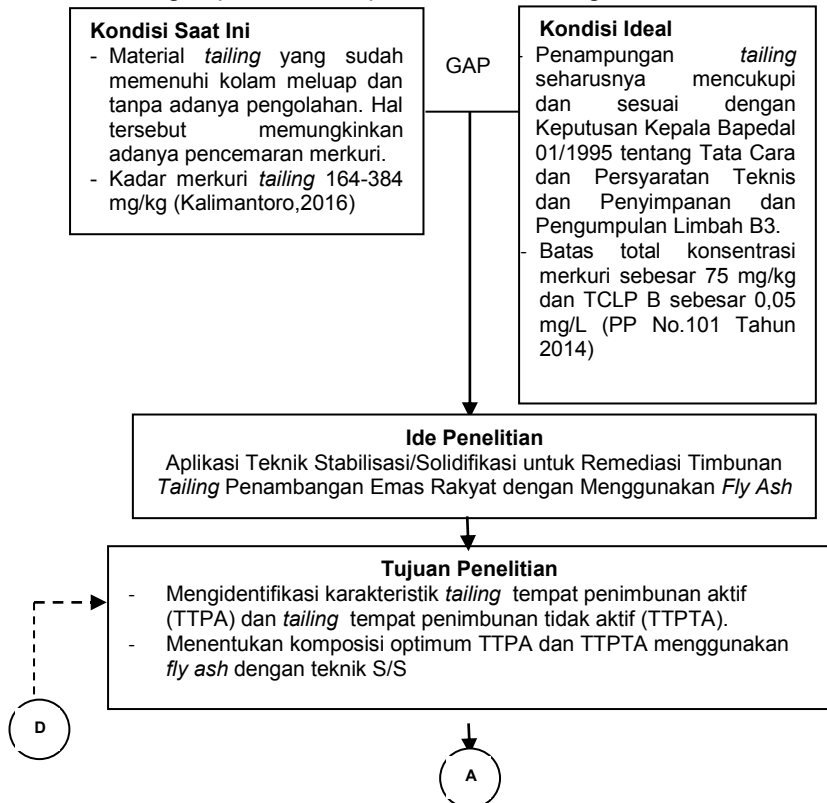 Kondisi Saat Ini
- Material tailing yang sudah
memenuhi kolam meluap dan
tanpa adanya pengolahan. Hal
tersebut memungkinkan
adanya pencemaran merkuri.
- Kadar merkuri tailing 164-384
mg/kg (Kalimantoro,2016)
GAP
Kondisi Ideal
- Penampungan tailing
seharusnya mencukupi
dan sesuai dengan
Keputusan Kepala Bapedal
01/1995 tentang Tata Cara
dan Persyaratan Teknis
dan Penyimpanan dan
Pengumpulan Limbah B3.
- Batas total konsentrasi
merkuri sebesar 75 mg/kg
dan TCLP B sebesar 0,05
mg/L (PP No.101 Tahun
2014)
Ide Penelitian
Aplikasi Teknik Stabilisasi/Solidifikasi untuk Remediasi Timbunan
Tailing Penambangan Emas Rakyat dengan Menggunakan Fly Ash
Tujuan Penelitian
- Mengidentifikasi karakteristik tailing tempat penimbunan aktif
(TTPA) dan tailing tempat penimbunan tidak aktif (TTPTA).
- Menentukan komposisi optimum TTPA dan TTPTA menggunakan
fly ash dengan teknik S/S
D
A